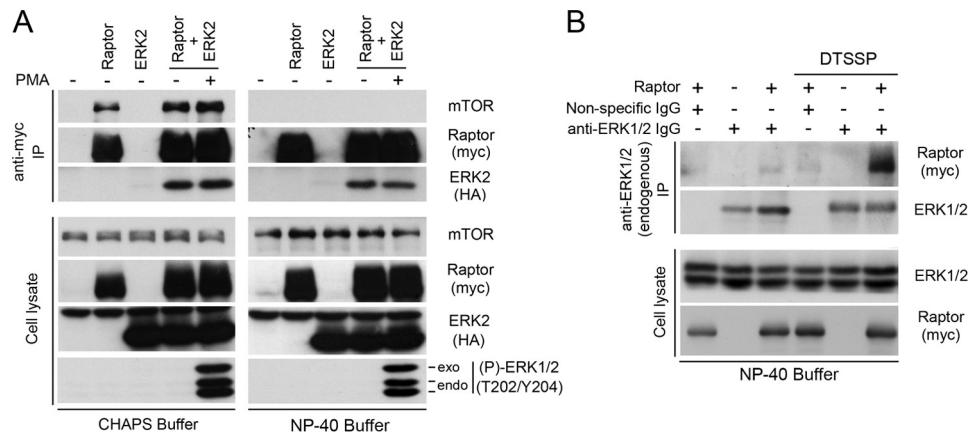 A
Raptor
ERK2
Raptor
+
ERK2
Raptor
ERK2
Raptor
+
ERK2
PMA - - - - + - - - - +
anti-myc
IP
mTOR
Raptor
(myc)
ERK2
(HA)
Cell lysate
mTOR
Raptor
(myc)
ERK2
(HA)
exo
endo
(P)-ERK1/2
(T202/Y204)
CHAPS Buffer
NP-40 Buffer
B
DTSSP
Raptor + - + + - +
Non-specific IgG + - - + - -
anti-ERK1/2 IgG - + + - + +
anti-ERK1/2
(endogenous)
IP
Raptor
(myc)
ERK1/2
Cell lysate
ERK1/2
Raptor
(myc)
NP-40 Buffer